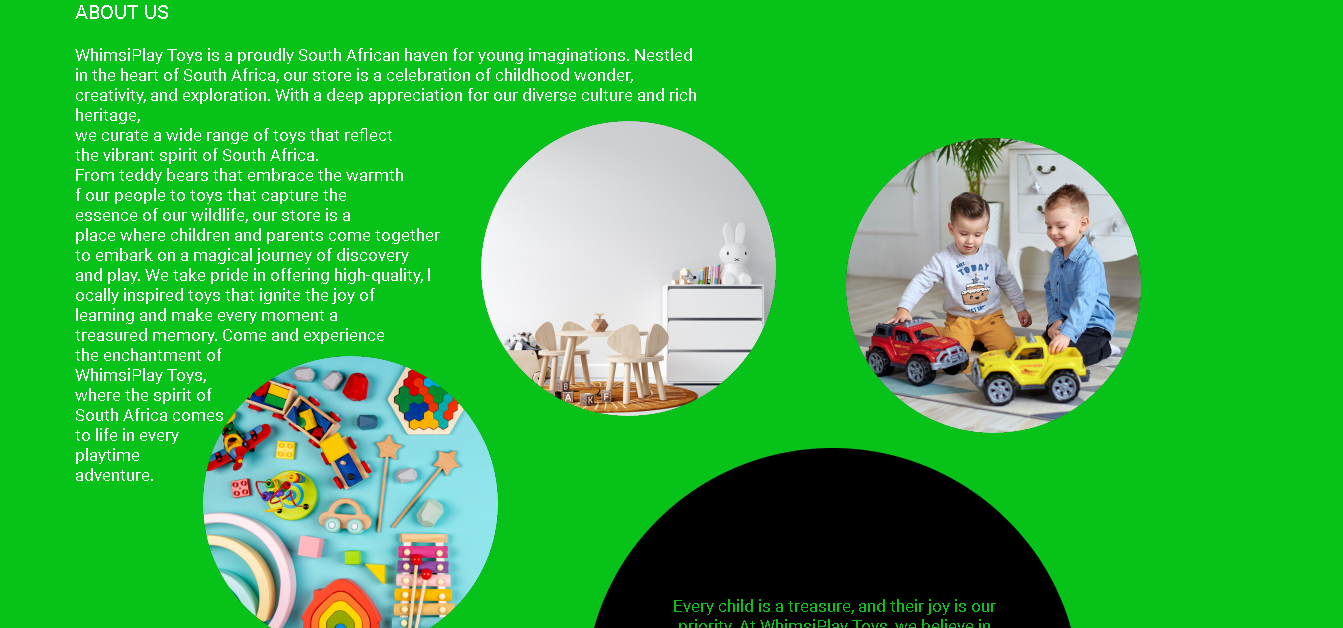 ABOUT US
WhimsiPlay Toys is a proudly South African haven for young imaginations. Nestled
in the heart of South Africa, our store is a celebration of childhood wonder,
creativity, and exploration. With a deep appreciation for our diverse culture and rich
heritage,
we curate a wide range of toys that reflect
the vibrant spirit of South Africa.
From teddy bears that embrace the warmth
f our people to toys that capture the
essence of our wildlife, our store is a
place where children and parents come together
to embark on a magical journey of discovery
and play. We take pride in offering high-quality, l
ocally inspired toys that ignite the joy of
learning and make every moment a
treasured memory. Come and experience
the enchantment of
WhimsiPlay Toys,
where the spirit of
South Africa comes
to life in every
playtime
adventure.
TODAY
B
A
K
F
Every child is a treasure, and their joy is our
priority. At WhimsiPlay Toys, we believe in